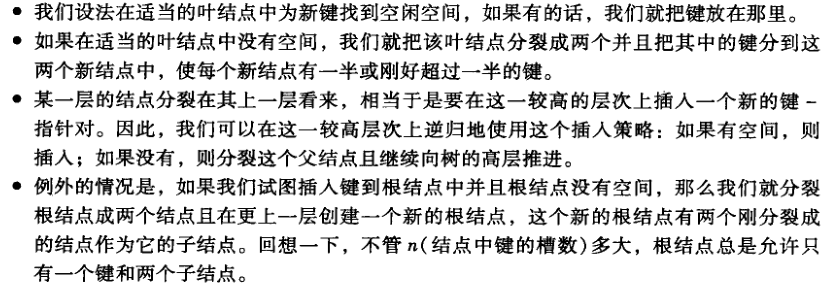 ● 我们设法在适当的叶结点中为新键找到空闲空间，如果有的话，我们就把键放在那里。
● 如果在适当的叶结点中没有空间，我们就把该叶结点分裂成两个并且把其中的键分到这
两个新结点中，使每个新结点有一半或刚好超过一半的键。
● 某一层的结点分裂在其上一层看来，相当于是要在这一较高的层次上插入一个新的键－
指针对。因此，我们可以在这一较高层次上逆归地使用这个插入策略：如果有空间，则
插入；如果没有，则分裂这个父结点且继续向树的高层推进。
● 例外的情况是，如果我们试图插入键到根结点中并且根结点没有空间，那么我们就分裂
根结点成两个结点且在更上一层创建一个新的根结点，这个新的根结点有两个刚分裂成
的结点作为它的子结点。回想一下，不管 n(结点中键的槽数)多大，根结点总是允许只
有一个键和两个子结点。